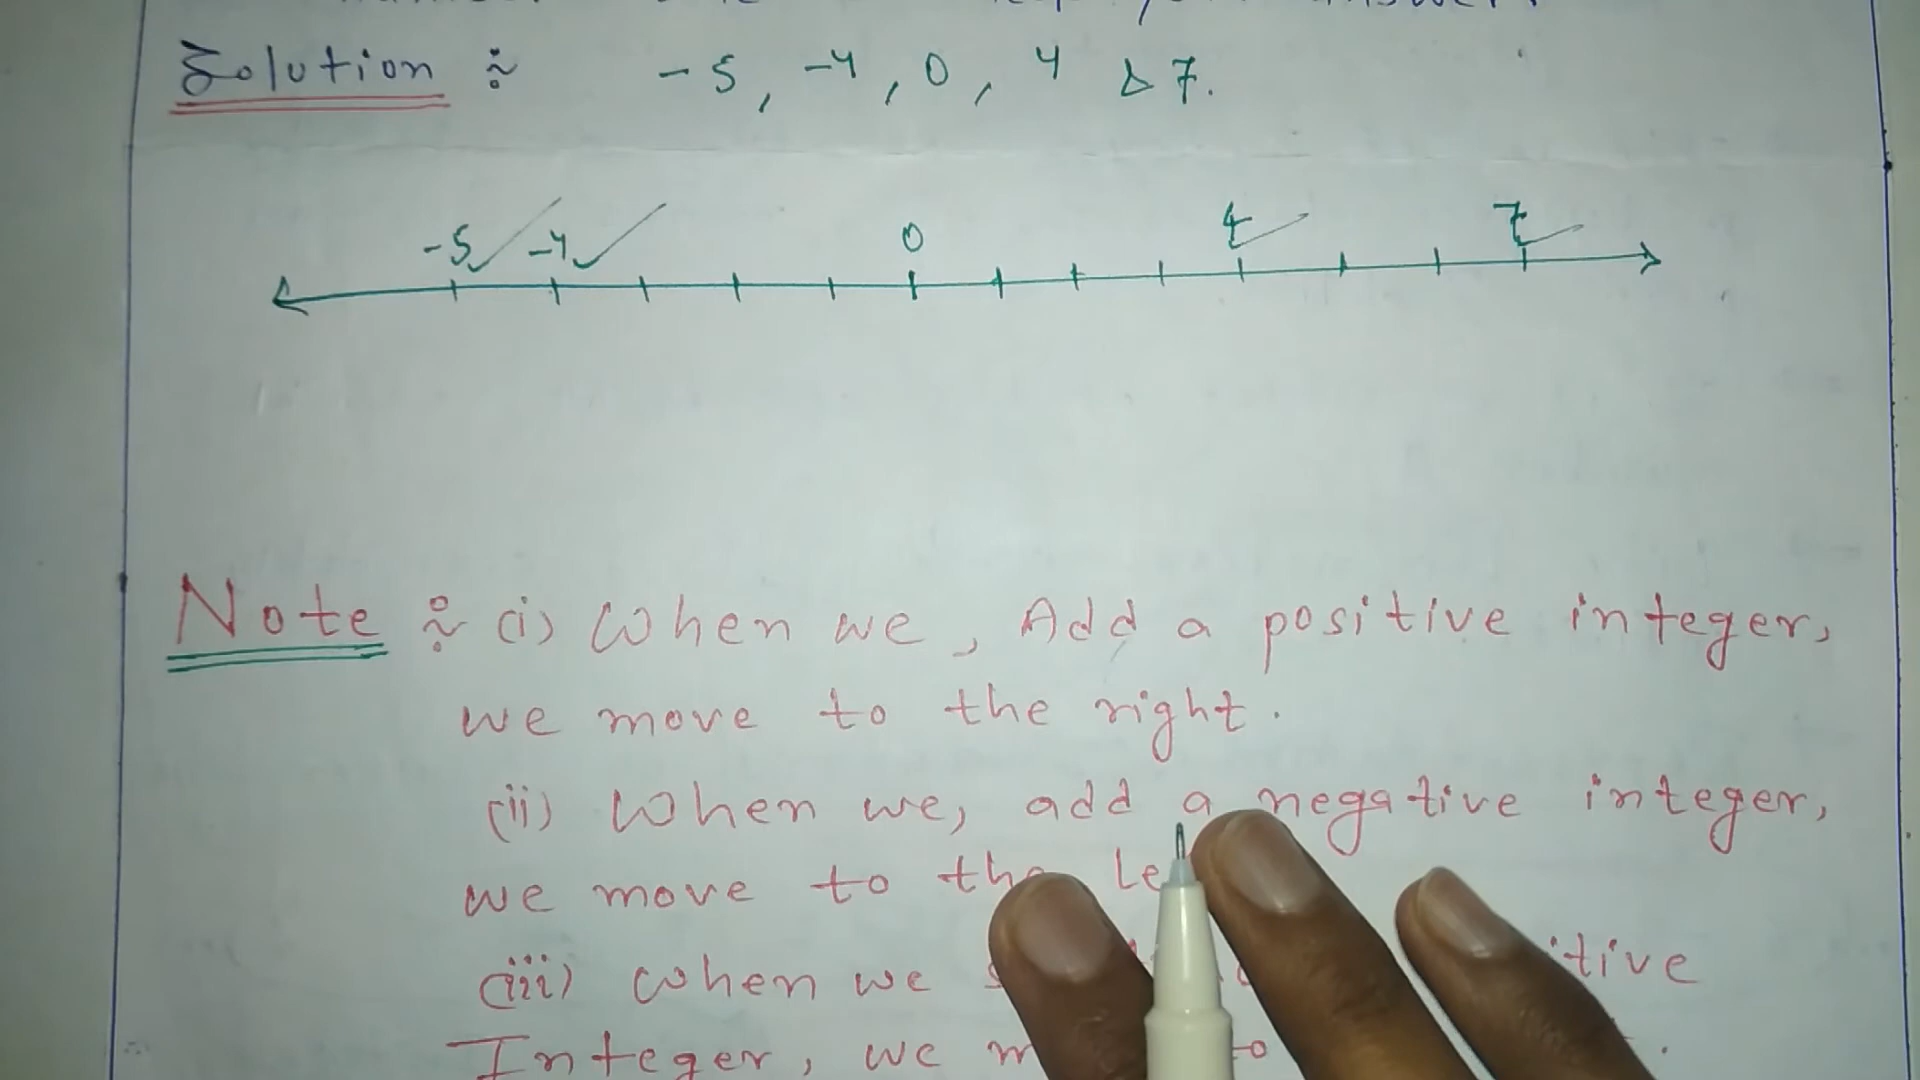 answer.
Solution : -5, -4, 0, 4 & 7.
-5 -4 0 4 7
Note : (i) When we, Add a positive integer,
we move to the right.
(ii) When we, add a negative integer,
we move to the
(iii) When we
Integer, we